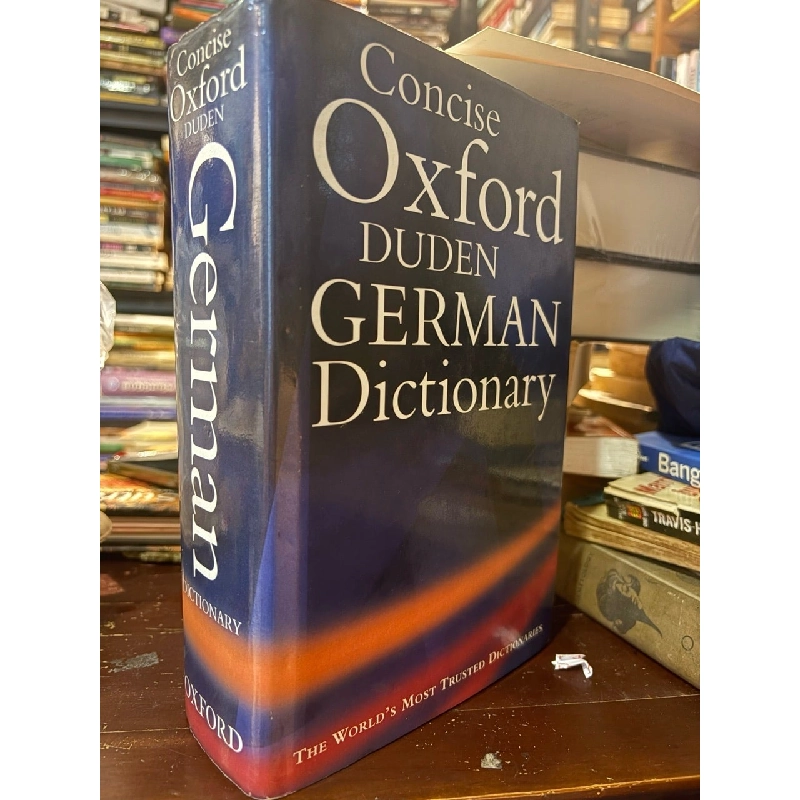 Concise
Oxford
DUDEN
German
DICTIONARY
OXFORD
Concise
Oxford
DUDEN
GERMAN
Dictionary
THE WORLD'S MOST TRUSTED DICTIONARIES
Bang
TRAVIS